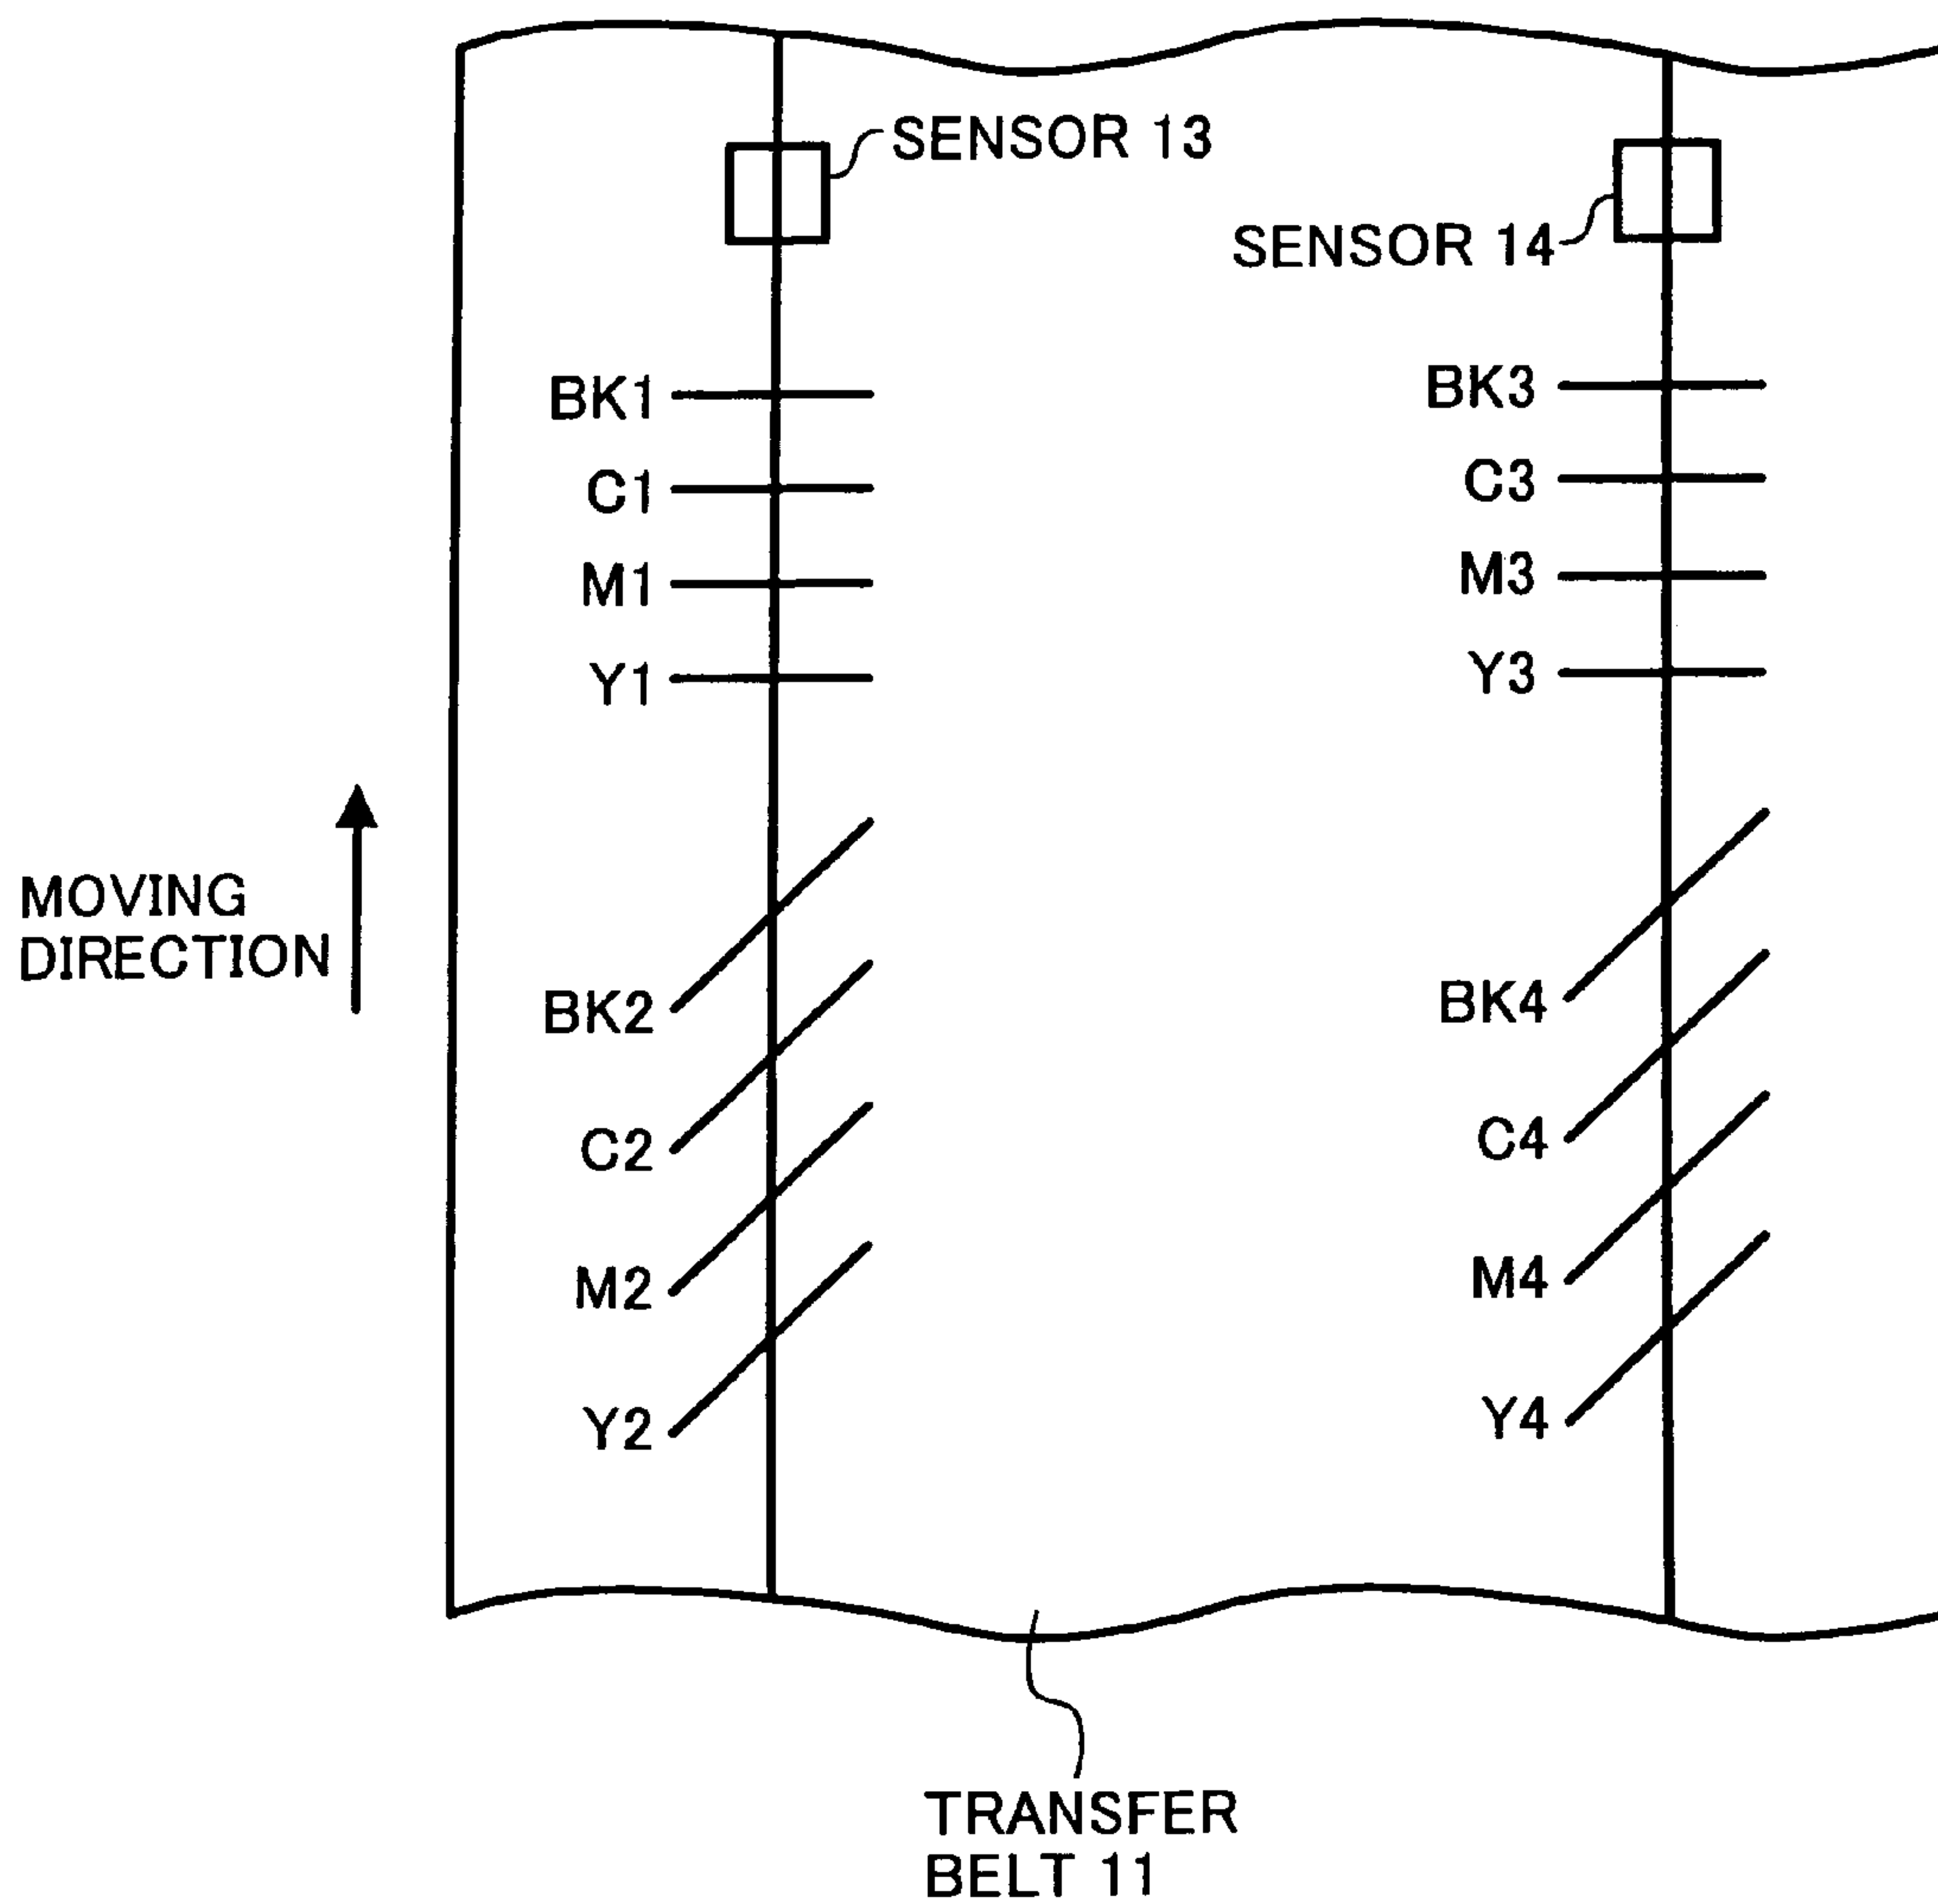 SENSOR 13
SENSOR 14
BK1
BK3
C1
C3
M1
M3
Y1
Y3
MOVING
DIRECTION
BK2
BK4
C2
C4
M2
M4
Y2
Y4
TRANSFER
BELT 11